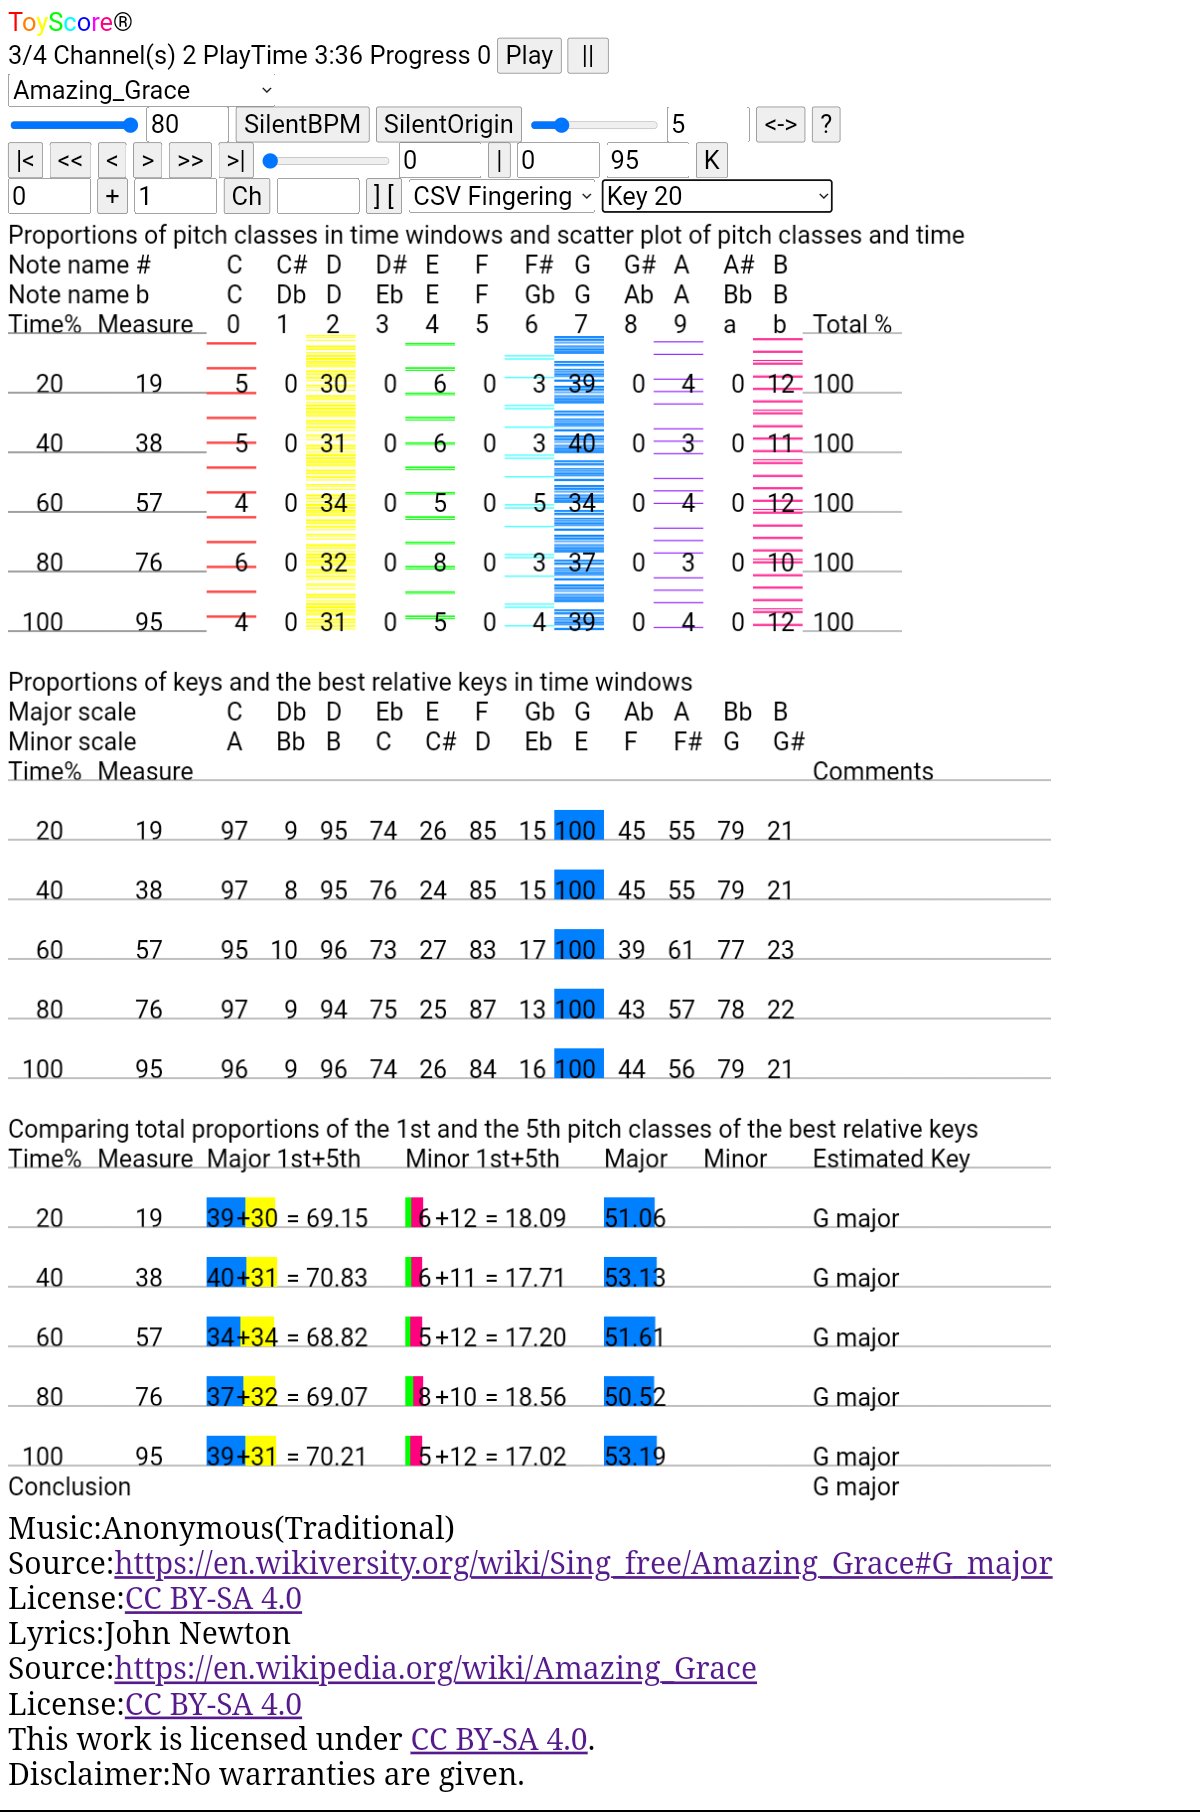 ToyScore®
3/4 Channel(s) 2 PlayTime 3:36 Progress 0 Play ||
Amazing_Grace
80 SilentBPM SilentOrigin 5 <-> ?
|< << < > >> >| 0 | 0 95 K
0 + 1 Ch ] [ CSV Fingering Key 20
Proportions of pitch classes in time windows and scatter plot of pitch classes and time
Note name # C C# D D# E F F# G G# A A# B
Note name b C Db D Eb E F Gb G Ab A Bb B
Time% Measure 0 1 2 3 4 5 6 7 8 9 a b Total %
20 19 5 0 30 0 6 0 3 39 0 4 0 12 100
40 38 5 0 31 0 6 0 3 40 0 3 0 11 100
60 57 4 0 34 0 5 0 5 34 0 4 0 12 100
80 76 6 0 32 0 8 0 3 37 0 3 0 10 100
100 95 4 0 31 0 5 0 4 39 0 4 0 12 100
Proportions of keys and the best relative keys in time windows
Major scale C Db D Eb E F Gb G Ab A Bb B
Minor scale A Bb B C C# D Eb E F F# G G#
Time% Measure Comments
20 19 97 9 95 74 26 85 15 100 45 55 79 21
40 38 97 8 95 76 24 85 15 100 45 55 79 21
60 57 95 10 96 73 27 83 17 100 39 61 77 23
80 76 97 9 94 75 25 87 13 100 43 57 78 22
100 95 96 9 96 74 26 84 16 100 44 56 79 21
Comparing total proportions of the 1st and the 5th pitch classes of the best relative keys
Time% Measure Major 1st+5th Minor 1st+5th Major Minor Estimated Key
20 19 39+30 = 69.15 6+12 = 18.09 51.06 G major
40 38 40+31 = 70.83 6+11 = 17.71 53.13 G major
60 57 34+34 = 68.82 5+12 = 17.20 51.61 G major
80 76 37+32 = 69.07 8+10 = 18.56 50.52 G major
100 95 39+31 = 70.21 5+12 = 17.02 53.19 G major
Conclusion G major
Music:Anonymous(Traditional)
Source:https://en.wikiversity.org/wiki/Sing_free/Amazing_Grace#G_major
License:CC BY-SA 4.0
Lyrics:John Newton
Source:https://en.wikipedia.org/wiki/Amazing_Grace
License:CC BY-SA 4.0
This work is licensed under CC BY-SA 4.0.
Disclaimer:No warranties are given.